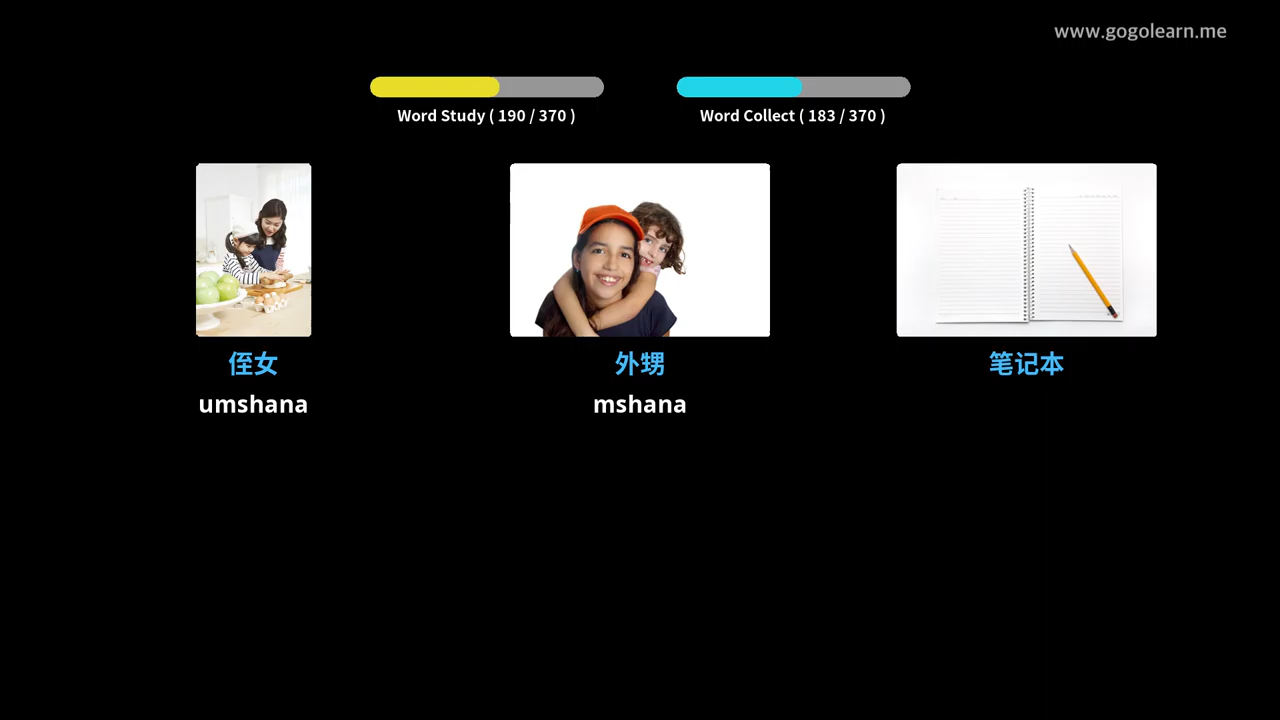 www.gogolearn.me
Word Study ( 190 / 370 )
Word Collect ( 183 / 370 )
侄女
外甥
笔记本
umshana
mshana